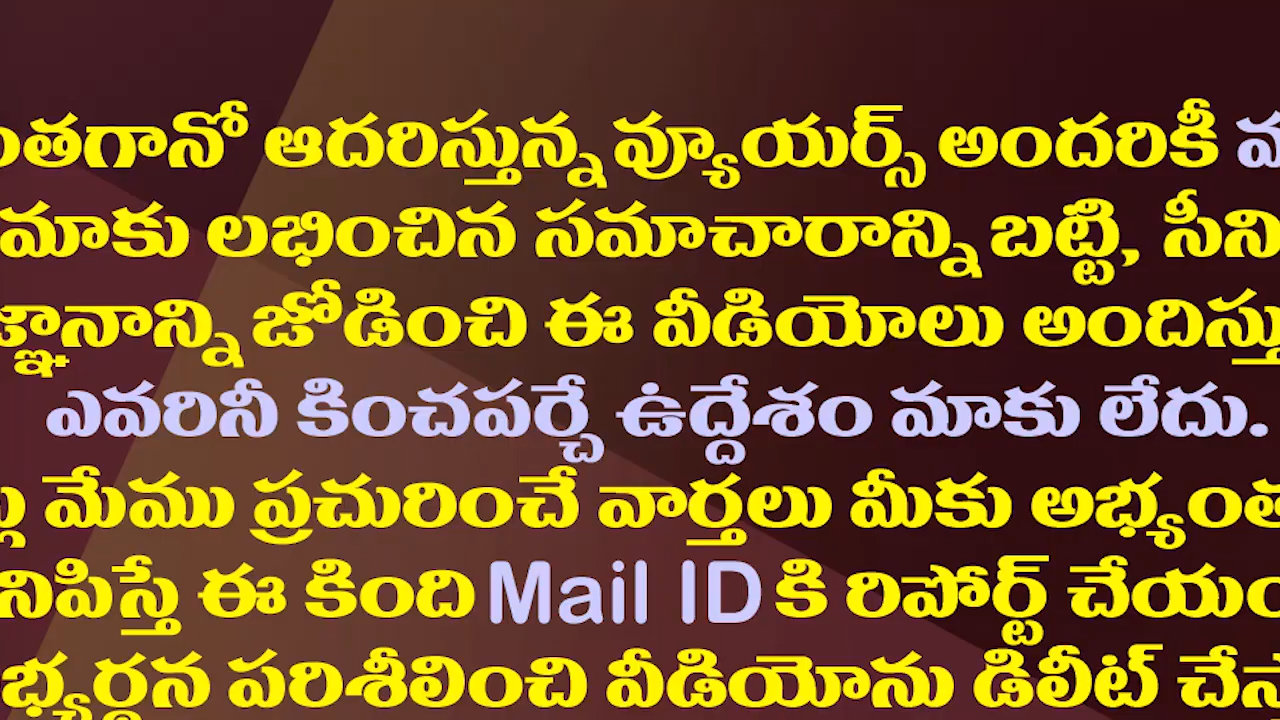 ఆదరిస్తున్న వ్యూయర్స్ అందరికీ
మాకు లభించిన సమాచారాన్ని బట్టి,
జోడించి ఈ వీడియోలు
ఎవరినీ కించపర్చే ఉద్దేశం మాకు లేదు.
మేము ప్రచురించే వార్తలు మీకు
ఈ కింది Mail ID కి రిపోర్ట్
పరిశీలించి వీడియోను డిలీట్